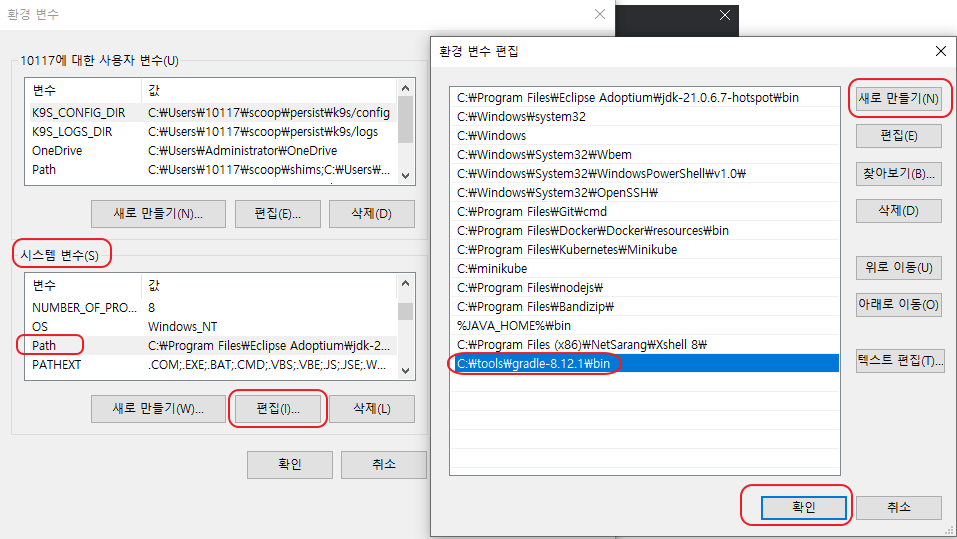 환경 변수
10117에 대한 사용자 변수(U)
변수 값
K9S_CONFIG_DIR C:₩Users₩10117₩scoop₩persist₩k9s/config
K9S_LOGS_DIR C:₩Users₩10117₩scoop₩persist₩k9s/logs
OneDrive C:₩Users₩Administrator₩OneDrive
Path C:₩Users₩10117₩scoop₩shims;C:₩Users₩...
새로 만들기(N)... 편집(E)... 삭제(D)
시스템 변수(S)
변수 값
NUMBER_OF_PRO... 8
OS Windows_NT
Path C:₩Program Files₩Eclipse Adoptium₩jdk-2...
PATHEXT .COM;.EXE;.BAT;.CMD;.VBS;.VBE;.JS;.JSE;.W...
새로 만들기(W)... 편집(I)... 삭제(L)
확인 취소
환경 변수 편집
C:₩Program Files₩Eclipse Adoptium₩jdk-21.0.6.7-hotspot₩bin
C:₩Windows₩system32
C:₩Windows
C:₩Windows₩System32₩Wbem
C:₩Windows₩System32₩WindowsPowerShell₩v1.0₩
C:₩Windows₩System32₩OpenSSH₩
C:₩Program Files₩Git₩cmd
C:₩Program Files₩Docker₩Docker₩resources₩bin
C:₩Program Files₩Kubernetes₩Minikube
C:₩minikube
C:₩Program Files₩nodejs₩
C:₩Program Files₩Bandizip₩
%JAVA_HOME%₩bin
C:₩Program Files (x86)₩NetSarang₩Xshell 8₩
C:₩tools₩gradle-8.12.1₩bin
새로 만들기(N)
편집(E)
찾아보기(B)...
삭제(D)
위로 이동(U)
아래로 이동(O)
텍스트 편집(T)...
확인 취소